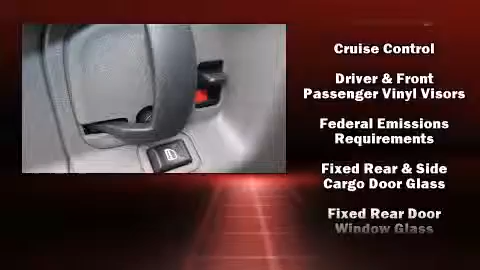 Cruise Control
Driver & Front
Passenger Vinyl Visors
Federal Emissions
Requirements
Fixed Rear & Side
Cargo Door Glass
Fixed Rear Door
Window Glass